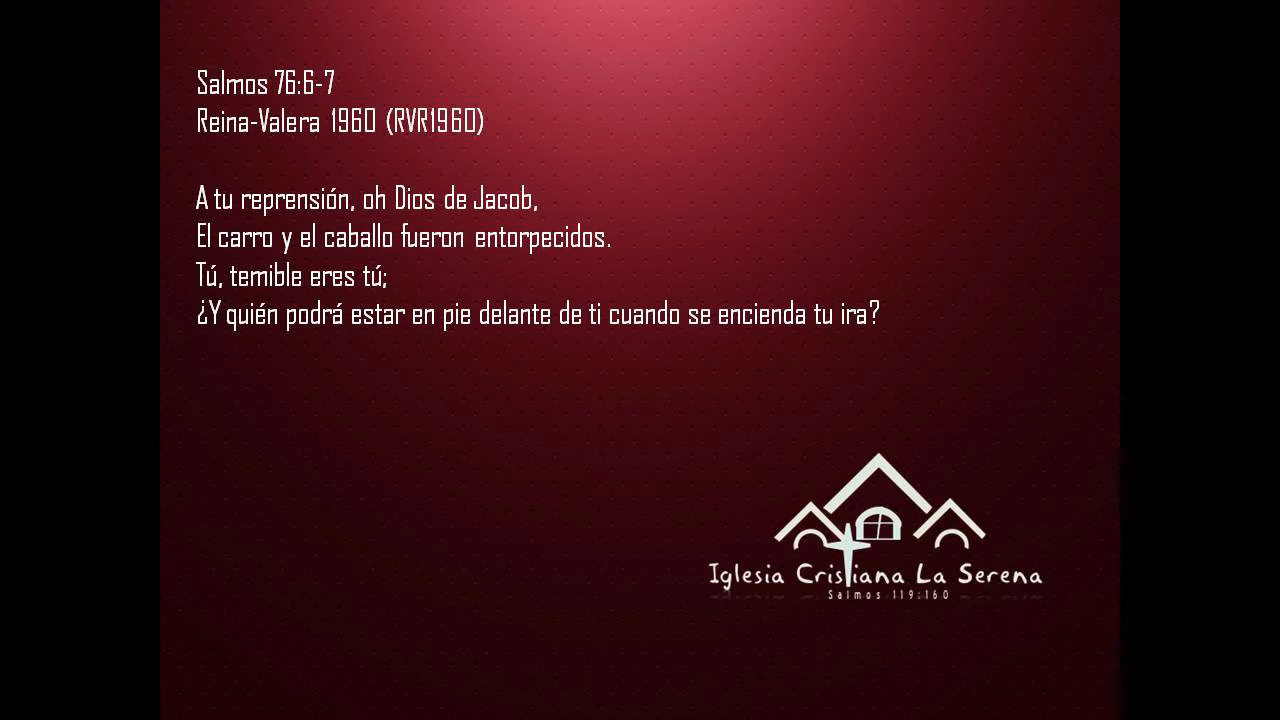 Salmos 76:6-7
Reina-Valera 1960 (RVR1960)
A tu reprensión, oh Dios de Jacob,
El carro y el caballo fueron entorpecidos.
Tú, temible eres tú;
¿Y quién podrá estar en pie delante de ti cuando se encienda tu ira?
Iglesia Cristiana La Serena
Salmos 119:160